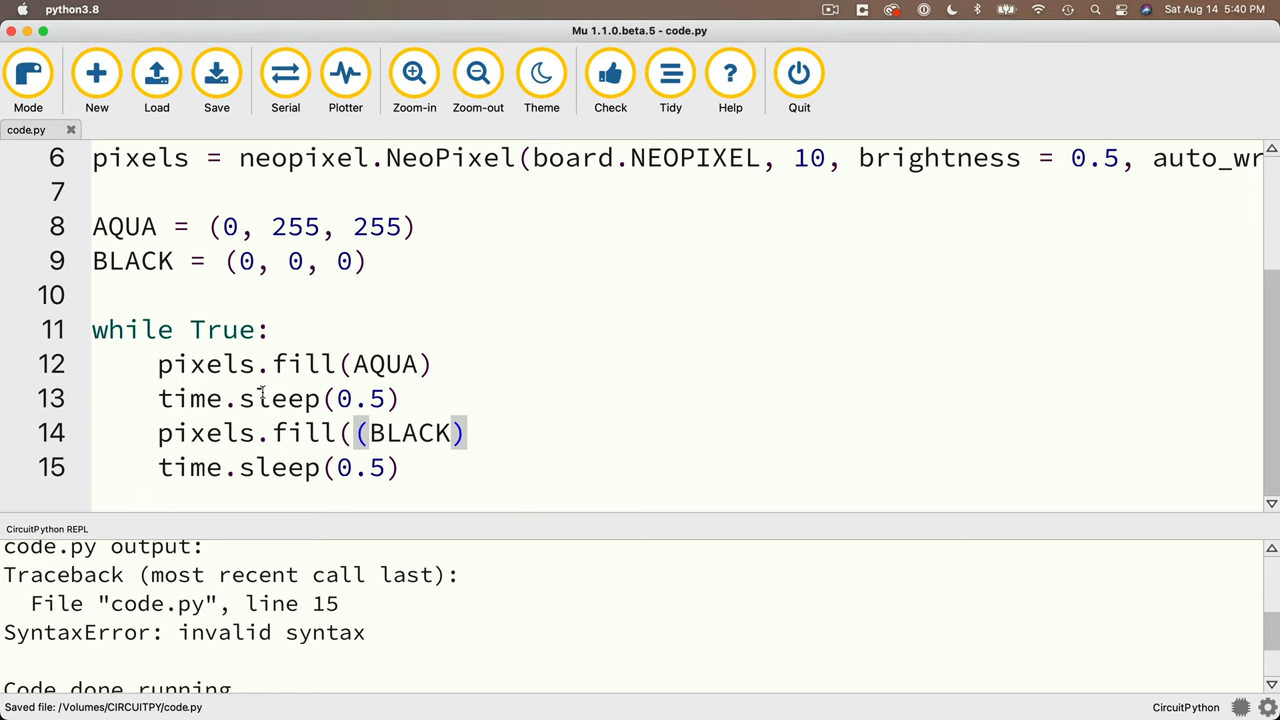 python3.8
Sat Aug 14 5:40 PM
Mu 1.1.0.beta.5 - code.py
Mode New Load Save Serial Plotter Zoom-in Zoom-out Theme Check Tidy Help Quit
code.py
6 pixels = neopixel.NeoPixel(board.NEOPIXEL, 10, brightness = 0.5, auto_wr
7
8 AQUA = (0, 255, 255)
9 BLACK = (0, 0, 0)
10
11 while True:
12 pixels.fill(AQUA)
13 time.sleep(0.5)
14 pixels.fill((BLACK)
15 time.sleep(0.5)
CircuitPython REPL
code.py output:
Traceback (most recent call last):
File "code.py", line 15
SyntaxError: invalid syntax
Code done running
Saved file: /Volumes/CIRCUITPY/code.py
CircuitPython